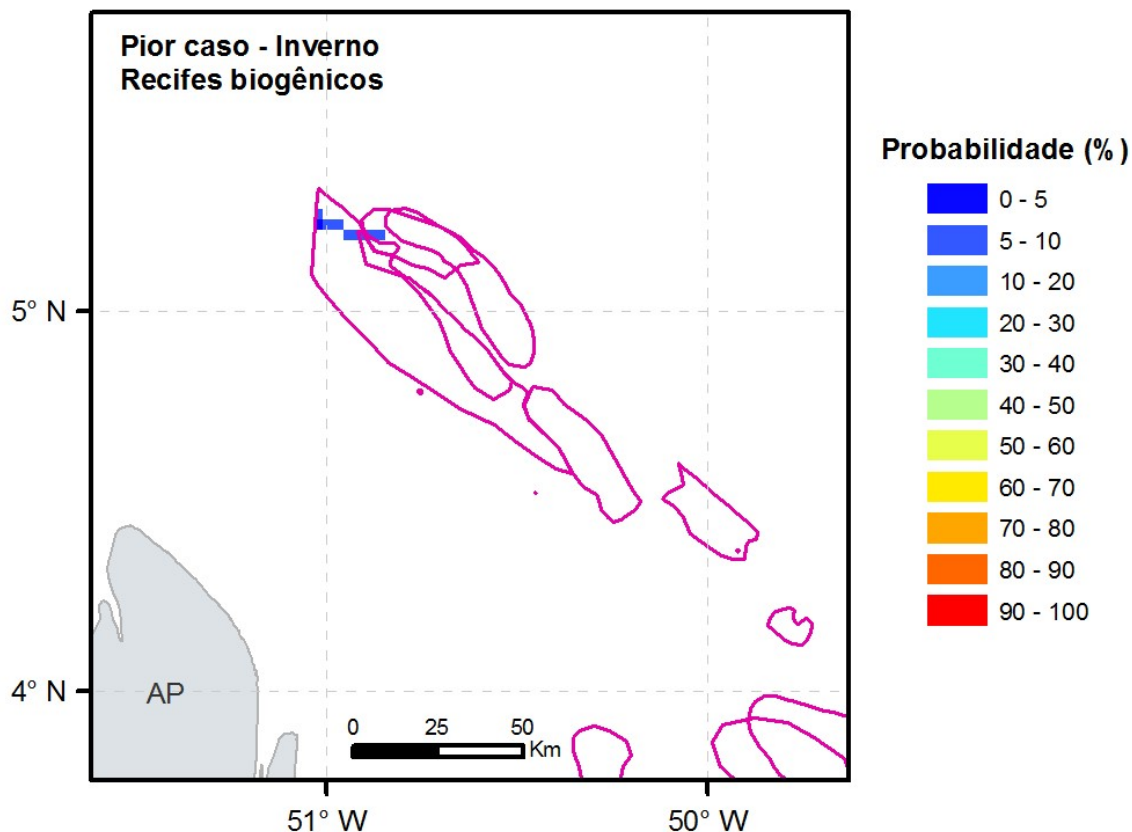 Pior caso - Inverno
Recifes biogênicos
Probabilidade (%)
0 - 5
5 - 10
10 - 20
20 - 30
30 - 40
40 - 50
50 - 60
60 - 70
70 - 80
80 - 90
90 - 100
5° N
4° N
AP
0 25 50
Km
51° W 50° W